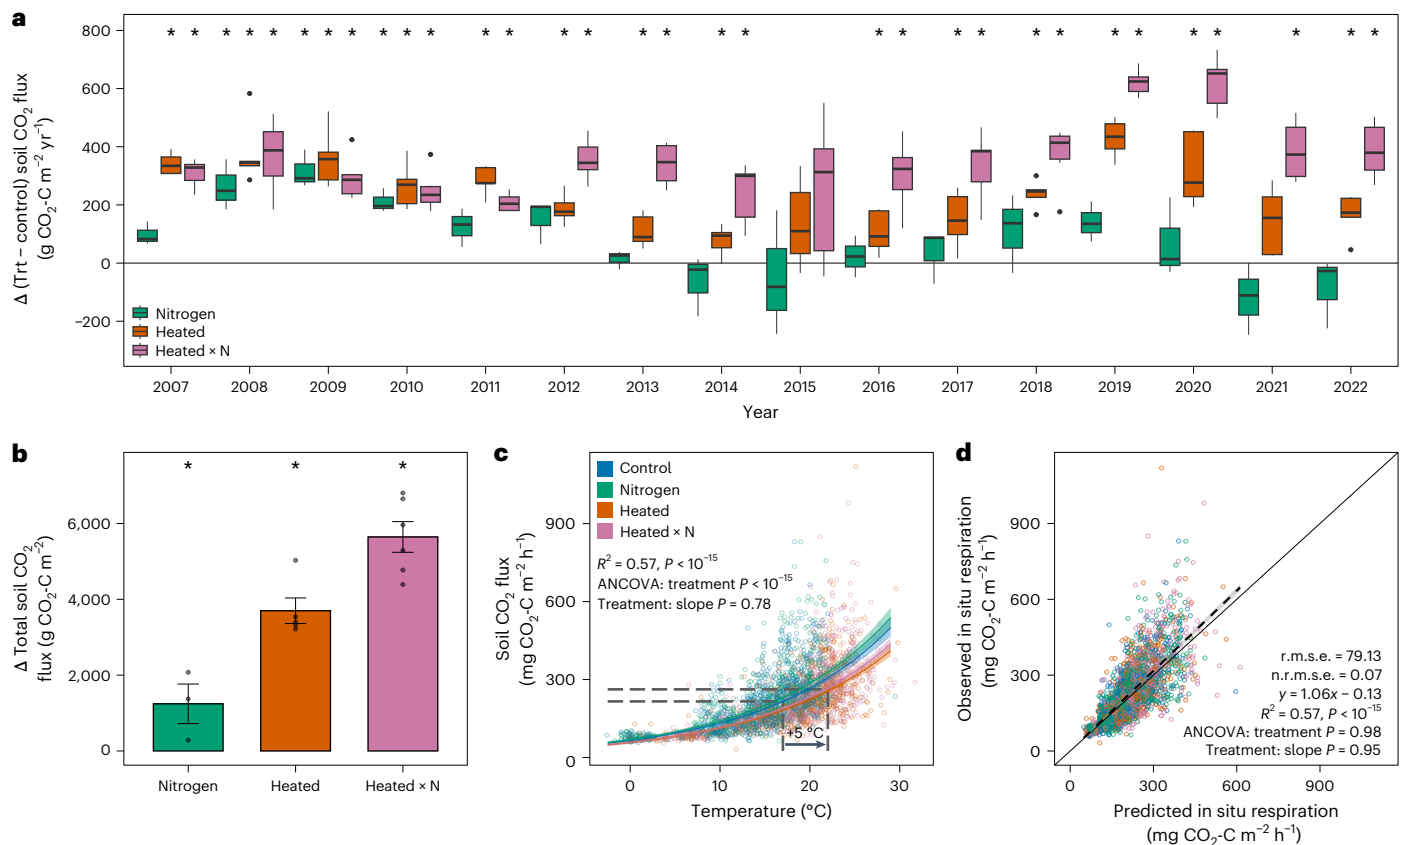 a
Δ (Trt – control) soil CO₂ flux
(g CO₂-C m⁻² yr⁻¹)
800
600
400
200
0
–200
* * * * * * * * * * * * * * * * * * * * * * * * * * * * * * *
Nitrogen
Heated
Heated × N
2007 2008 2009 2010 2011 2012 2013 2014 2015 2016 2017 2018 2019 2020 2021 2022
Year
b
Δ Total soil CO₂
flux (g CO₂-C m⁻²)
6,000
4,000
2,000
0
* * *
Nitrogen Heated Heated × N
c
Soil CO₂ flux
(mg CO₂-C m⁻² h⁻¹)
900
600
300
0
Control
Nitrogen
Heated
Heated × N
R² = 0.57, P < 10⁻¹⁵
ANCOVA: treatment P < 10⁻¹⁵
Treatment: slope P = 0.78
+5 °C
0 10 20 30
Temperature (°C)
d
Observed in situ respiration
(mg CO₂-C m⁻² h⁻¹)
900
600
300
0
r.m.s.e. = 79.13
n.r.m.s.e. = 0.07
y = 1.06x – 0.13
R² = 0.57, P < 10⁻¹⁵
ANCOVA: treatment P = 0.98
Treatment: slope P = 0.95
0 300 600 900
Predicted in situ respiration
(mg CO₂-C m⁻² h⁻¹)